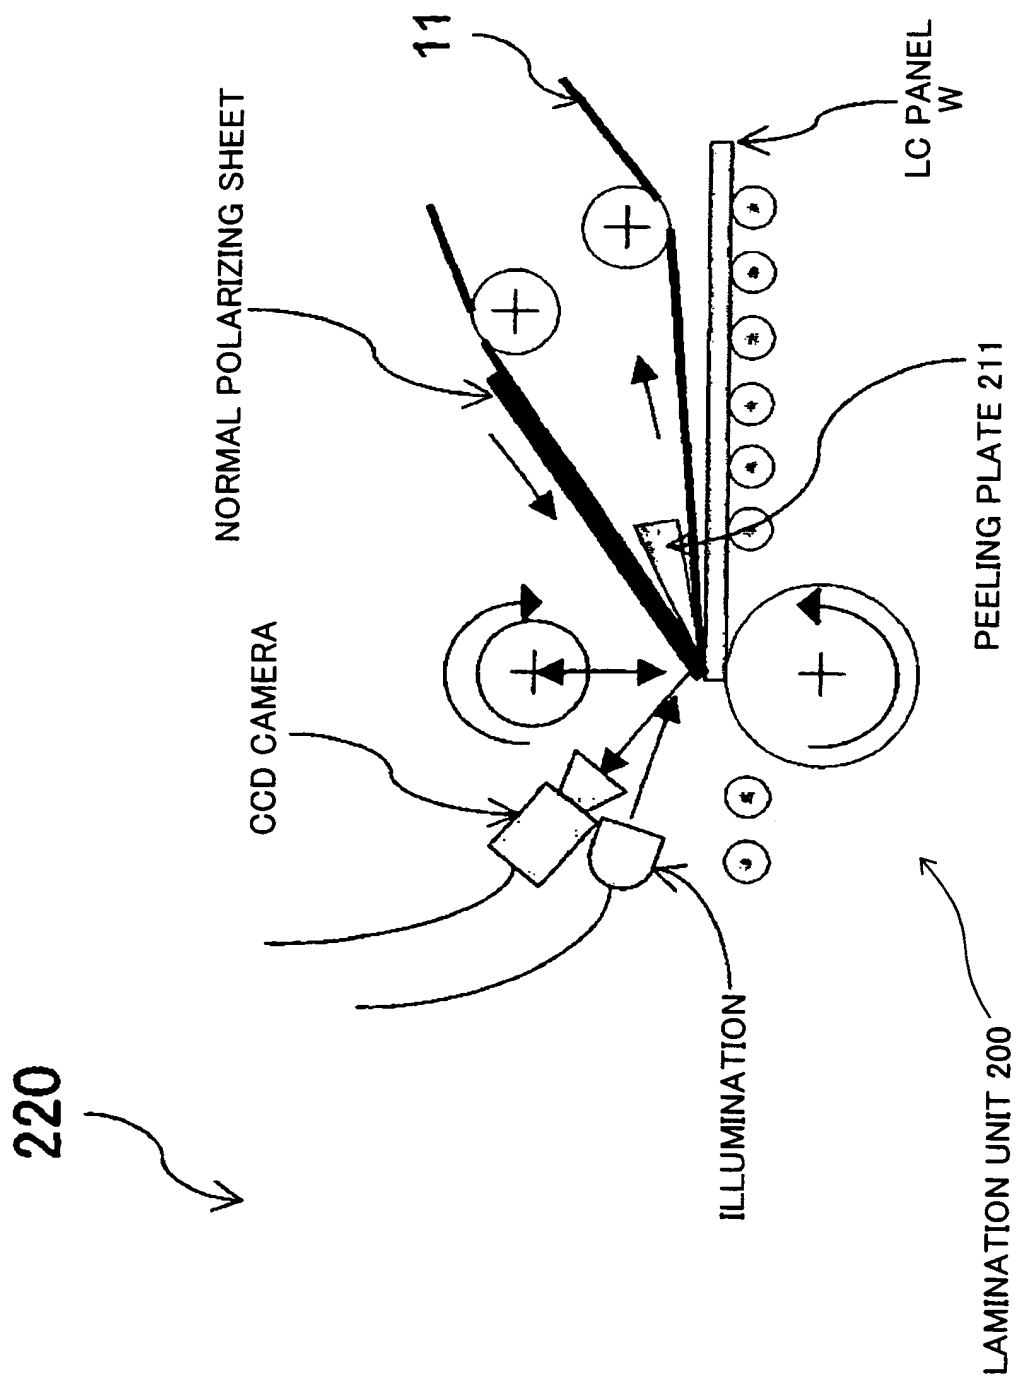 220
CCD CAMERA
NORMAL POLARIZING SHEET
11
ILLUMINATION
LC PANEL
W
PEELING PLATE 211
LAMINATION UNIT 200